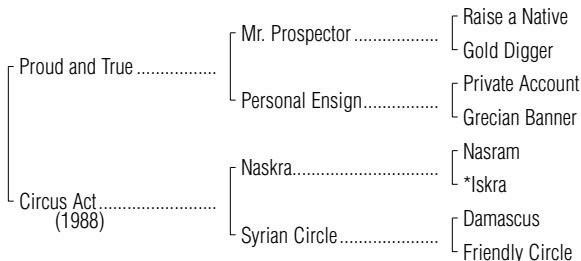 Raise a Native
Mr. Prospector ..................
Gold Digger
Proud and True .................
Private Account
Personal Ensign................
Grecian Banner
Nasram
Naskra...............................
*Iskra
Circus Act.........................
(1988)
Damascus
Syrian Circle.....................
Friendly Circle